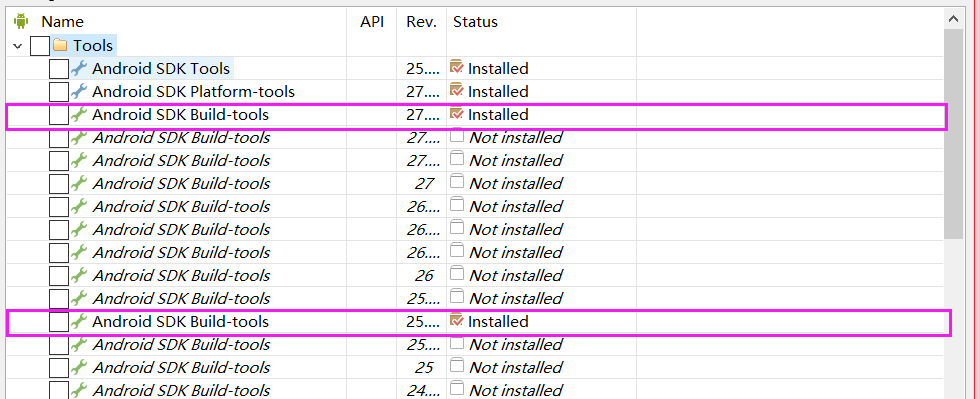 Name API Rev. Status
Tools
Android SDK Tools 25.... Installed
Android SDK Platform-tools 27.... Installed
Android SDK Build-tools 27.... Installed
Android SDK Build-tools 27.... Not installed
Android SDK Build-tools 27.... Not installed
Android SDK Build-tools 27 Not installed
Android SDK Build-tools 26.... Not installed
Android SDK Build-tools 26.... Not installed
Android SDK Build-tools 26.... Not installed
Android SDK Build-tools 26 Not installed
Android SDK Build-tools 25.... Not installed
Android SDK Build-tools 25.... Installed
Android SDK Build-tools 25.... Not installed
Android SDK Build-tools 25 Not installed
Android SDK Build-tools 24.... Not installed